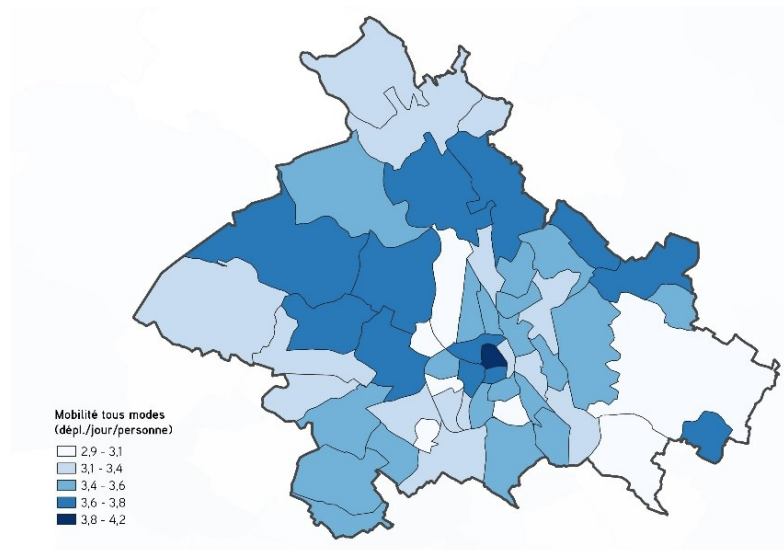 Mobilité tous modes
(dépl./jour/personne)
2,9 - 3,1
3,1 - 3,4
3,4 - 3,6
3,6 - 3,8
3,8 - 4,2